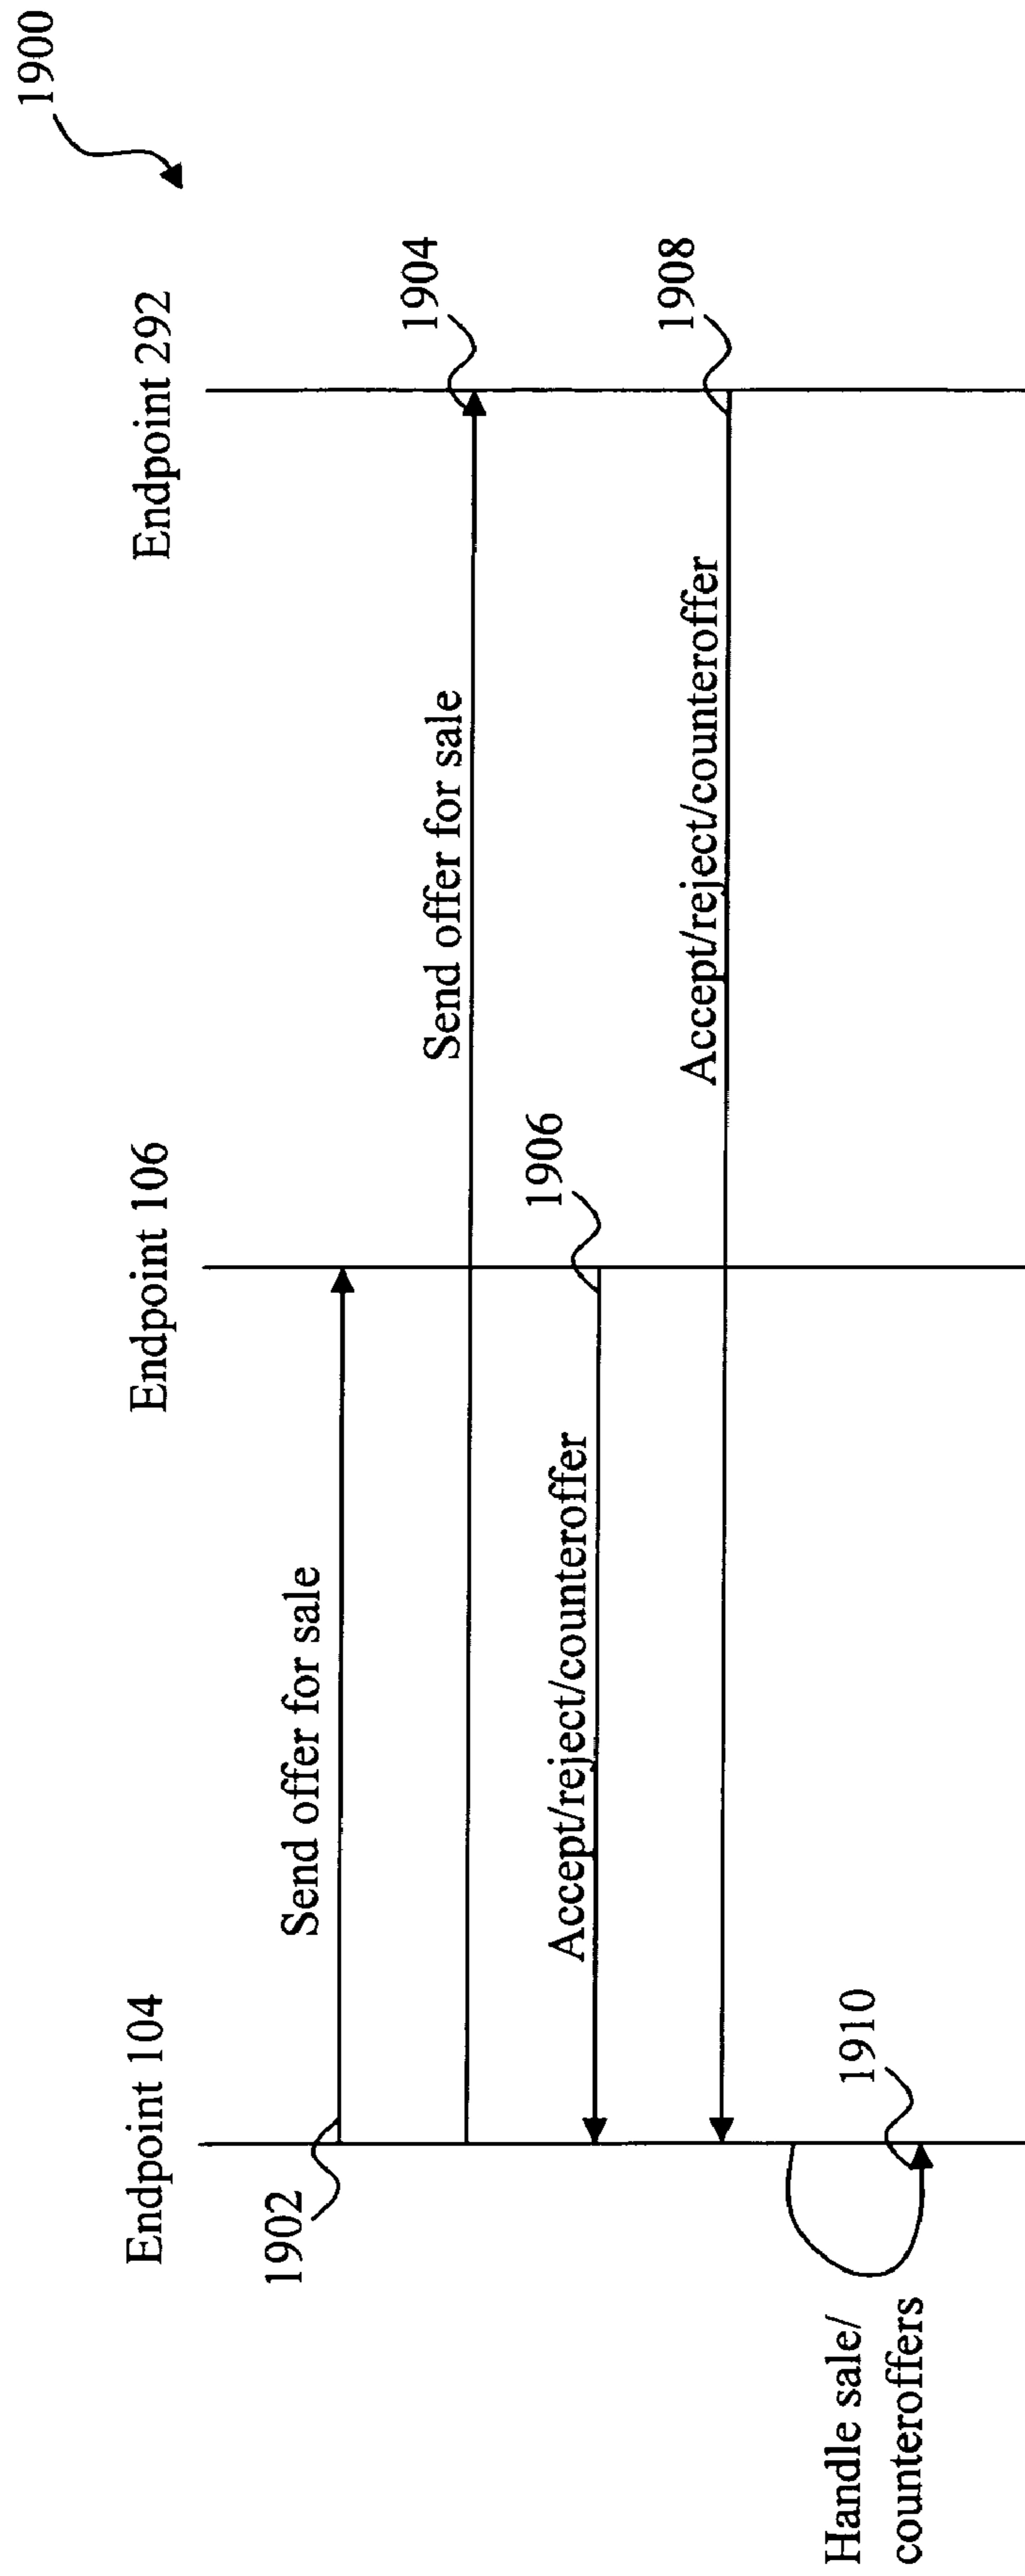 1900
Endpoint 104
Endpoint 106
Endpoint 292
1902
Send offer for sale
Send offer for sale
1904
Accept/reject/counteroffer
1906
Accept/reject/counteroffer
1908
Handle sale/
counteroffers
1910